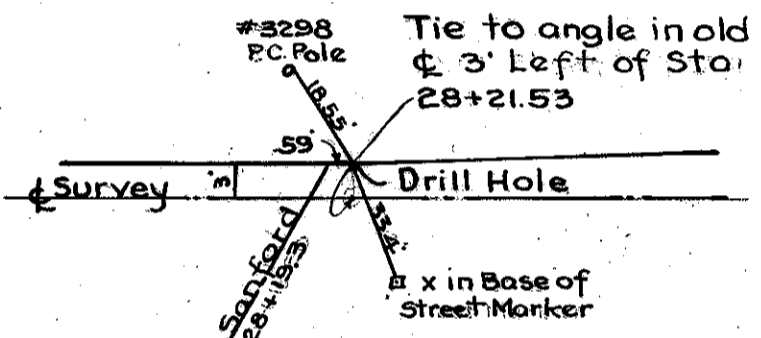 #3298
P.C. Pole
Tie to angle in old
℄ 3' Left of Sta
28+21.53
18.55'
.59'
3'
℄ Survey
Drill Hole
33.4'
Sanford
28+19.3
x in Base of
Street Marker